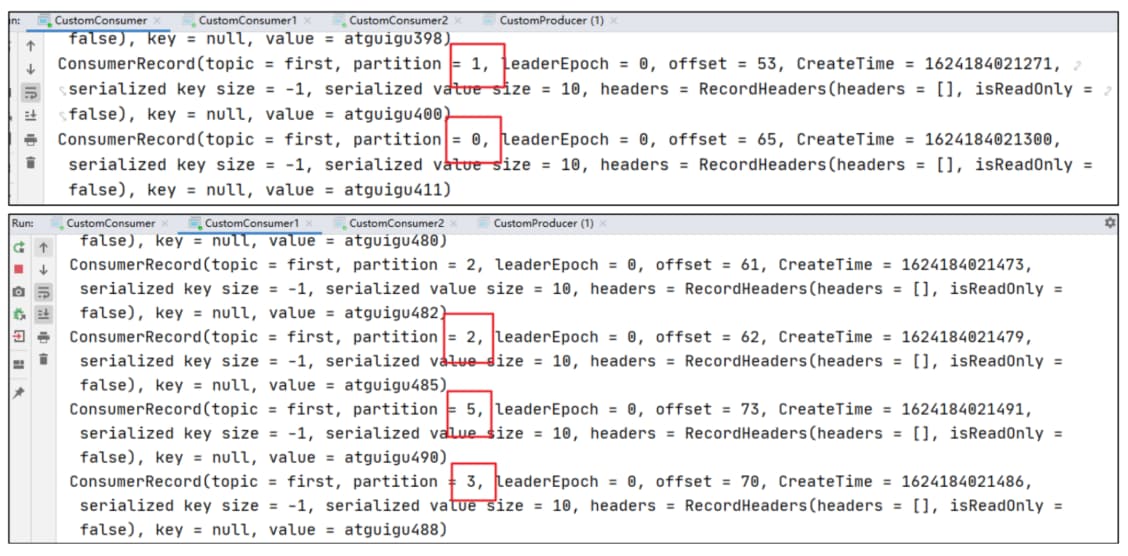 n: CustomConsumer × CustomConsumer1 × CustomConsumer2 × CustomProducer (1) ×
false), key = null, value = atguigu398)
ConsumerRecord(topic = first, partition = 1, leaderEpoch = 0, offset = 53, CreateTime = 1624184021271,
serialized key size = -1, serialized value size = 10, headers = RecordHeaders(headers = [], isReadOnly =
false), key = null, value = atguigu400)
ConsumerRecord(topic = first, partition = 0, leaderEpoch = 0, offset = 65, CreateTime = 1624184021300,
serialized key size = -1, serialized value size = 10, headers = RecordHeaders(headers = [], isReadOnly =
false), key = null, value = atguigu411)
Run: CustomConsumer × CustomConsumer1 × CustomConsumer2 × CustomProducer (1) ×
false), key = null, value = atguigu480)
ConsumerRecord(topic = first, partition = 2, leaderEpoch = 0, offset = 61, CreateTime = 1624184021473,
serialized key size = -1, serialized value size = 10, headers = RecordHeaders(headers = [], isReadOnly =
false), key = null, value = atguigu482)
ConsumerRecord(topic = first, partition = 2, leaderEpoch = 0, offset = 62, CreateTime = 1624184021479,
serialized key size = -1, serialized value size = 10, headers = RecordHeaders(headers = [], isReadOnly =
false), key = null, value = atguigu485)
ConsumerRecord(topic = first, partition = 5, leaderEpoch = 0, offset = 73, CreateTime = 1624184021491,
serialized key size = -1, serialized value size = 10, headers = RecordHeaders(headers = [], isReadOnly =
false), key = null, value = atguigu490)
ConsumerRecord(topic = first, partition = 3, leaderEpoch = 0, offset = 70, CreateTime = 1624184021486,
serialized key size = -1, serialized value size = 10, headers = RecordHeaders(headers = [], isReadOnly =
false), key = null, value = atguigu488)